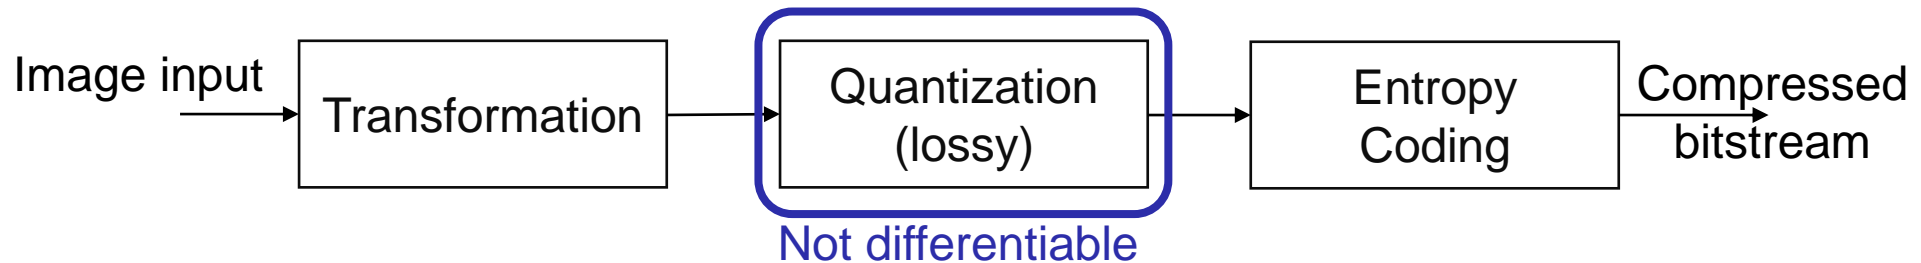 Image input
Transformation
Quantization
(lossy)
Entropy
Coding
Compressed
bitstream
Not differentiable